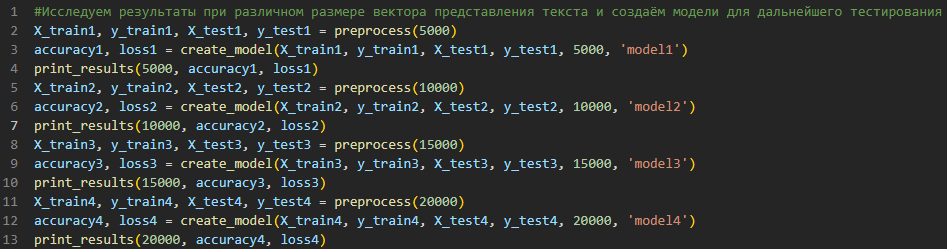 1 #Исследуем результаты при различном размере вектора представления текста и создаём модели для дальнейшего тестирования
2 X_train1, y_train1, X_test1, y_test1 = preprocess(5000)
3 accuracy1, loss1 = create_model(X_train1, y_train1, X_test1, y_test1, 5000, 'model1')
4 print_results(5000, accuracy1, loss1)
5 X_train2, y_train2, X_test2, y_test2 = preprocess(10000)
6 accuracy2, loss2 = create_model(X_train2, y_train2, X_test2, y_test2, 10000, 'model2')
7 print_results(10000, accuracy2, loss2)
8 X_train3, y_train3, X_test3, y_test3 = preprocess(15000)
9 accuracy3, loss3 = create_model(X_train3, y_train3, X_test3, y_test3, 15000, 'model3')
10 print_results(15000, accuracy3, loss3)
11 X_train4, y_train4, X_test4, y_test4 = preprocess(20000)
12 accuracy4, loss4 = create_model(X_train4, y_train4, X_test4, y_test4, 20000, 'model4')
13 print_results(20000, accuracy4, loss4)